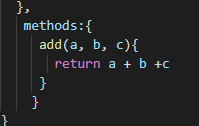 },
methods:{
add(a, b, c){
return a + b +c
}
}
}